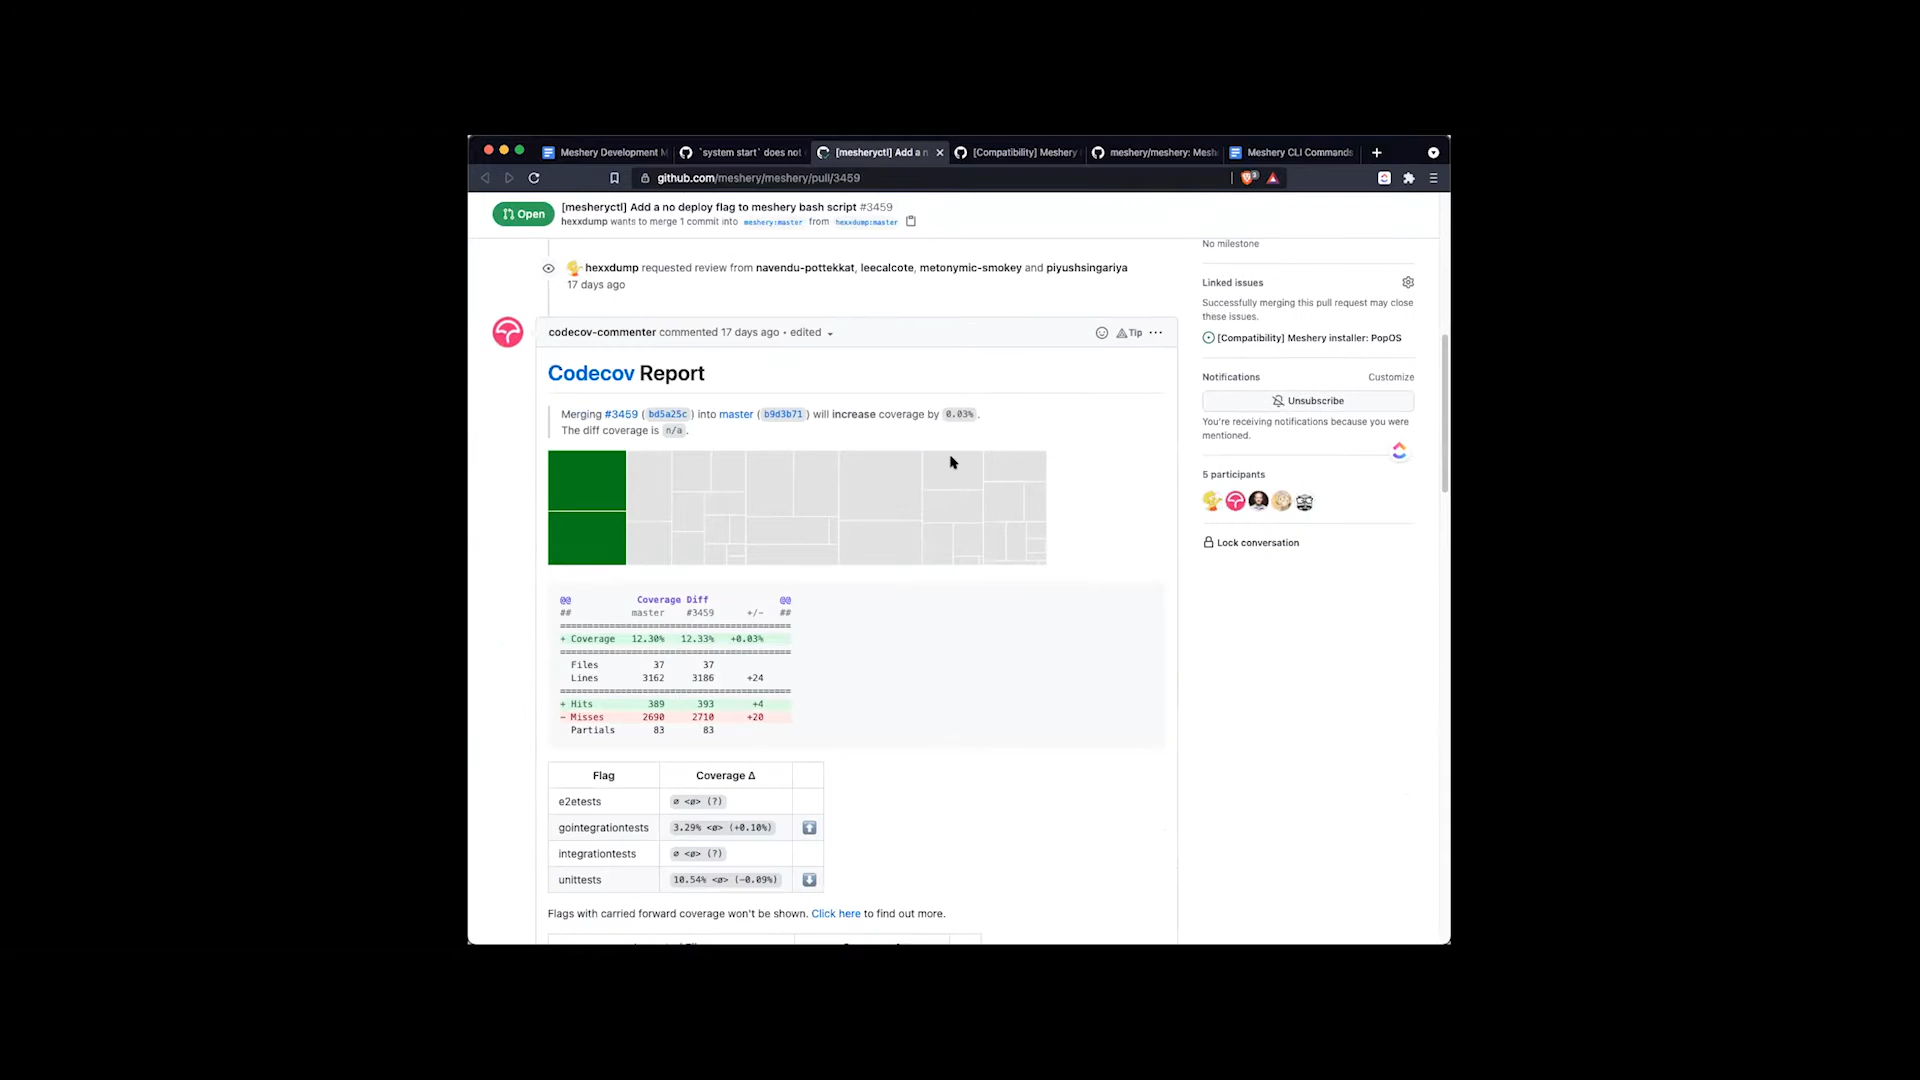 Meshery Development M
`system start` does not
[mesheryctl] Add a n
[Compatibility] Meshery
meshery/meshery: Mesh
Meshery CLI Commands
github.com/meshery/meshery/pull/3459
Open
[mesheryctl] Add a no deploy flag to meshery bash script #3459
hexxdump wants to merge 1 commit into meshery:master from hexxdump:master
hexxdump requested review from navendu-pottekkat, leecalcote, metonymic-smokey and piyushsingariya
17 days ago
codecov-commenter commented 17 days ago • edited
Tip
Codecov Report
Merging #3459 (bd5a25c) into master (b9d3b71) will increase coverage by 0.03%.
The diff coverage is n/a.
@@ Coverage Diff @@
## master #3459 +/- ##
==========================================
+ Coverage 12.30% 12.33% +0.03%
==========================================
Files 37 37
Lines 3162 3186 +24
==========================================
+ Hits 389 393 +4
- Misses 2690 2710 +20
Partials 83 83
Flag Coverage Δ
e2etests ∅ <ø> (?)
gointegrationtests 3.29% <ø> (+0.10%)
integrationtests ∅ <ø> (?)
unittests 10.54% <ø> (-0.09%)
Flags with carried forward coverage won't be shown. Click here to find out more.
No milestone
Linked issues
Successfully merging this pull request may close
these issues.
[Compatibility] Meshery installer: PopOS
Notifications Customize
Unsubscribe
You're receiving notifications because you were
mentioned.
5 participants
Lock conversation